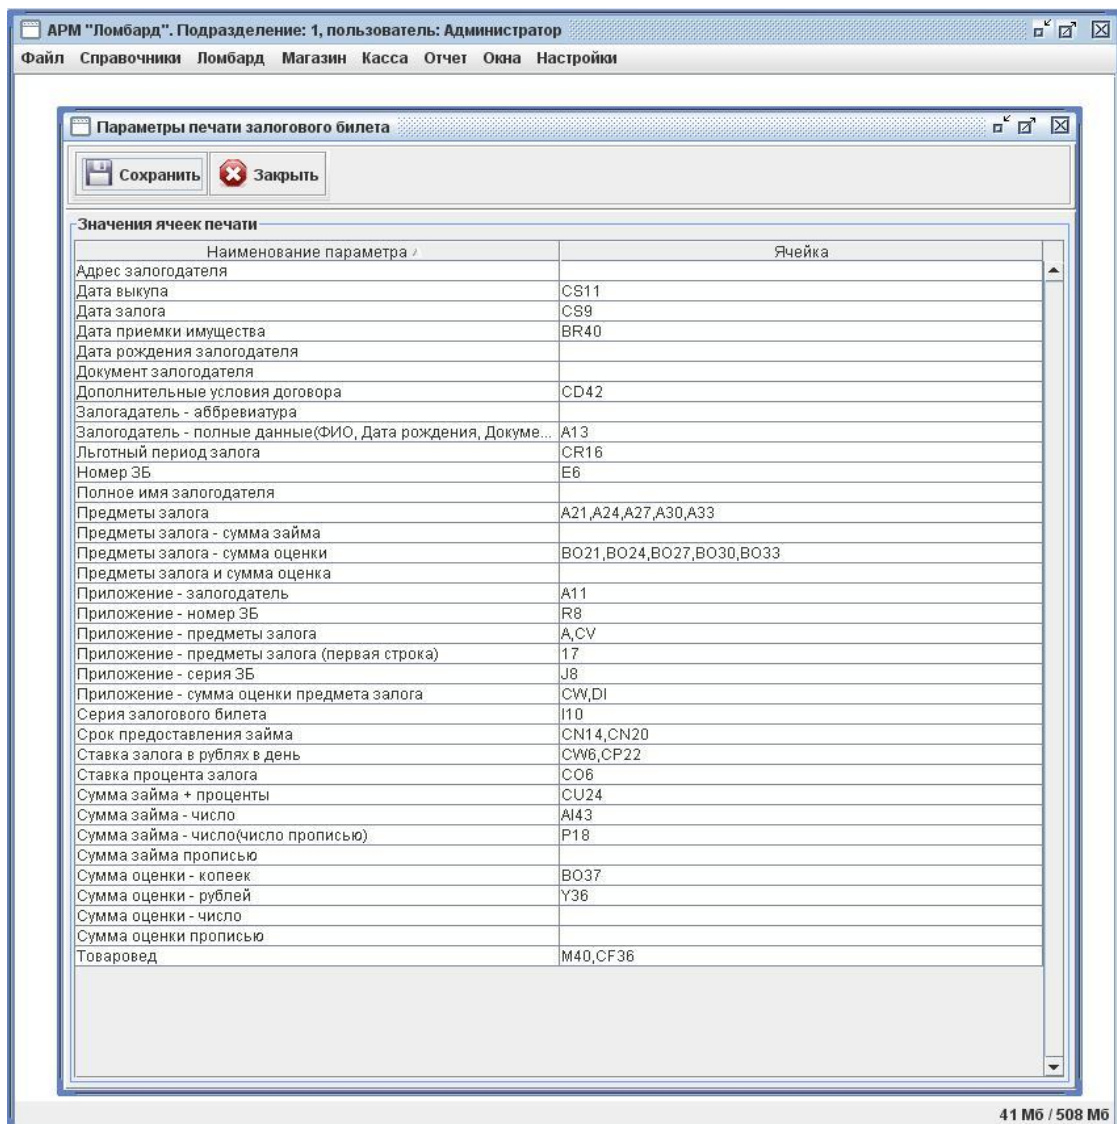 АРМ "Ломбард". Подразделение: 1, пользователь: Администратор
Файл Справочники Ломбард Магазин Касса Отчет Окна Настройки
Параметры печати залогового билета
Сохранить Закрыть
Значения ячеек печати
Наименование параметра Ячейка
Адрес залогодателя
Дата выкупа CS11
Дата залога CS9
Дата приемки имущества BR40
Дата рождения залогодателя
Документ залогодателя
Дополнительные условия договора CD42
Залогадатель - аббревиатура
Залогодатель - полные данные(ФИО, Дата рождения, Докуме... A13
Льготный период залога CR16
Номер ЗБ E6
Полное имя залогодателя
Предметы залога A21,A24,A27,A30,A33
Предметы залога - сумма займа
Предметы залога - сумма оценки BO21,BO24,BO27,BO30,BO33
Предметы залога и сумма оценка
Приложение - залогодатель A11
Приложение - номер ЗБ R8
Приложение - предметы залога A,CV
Приложение - предметы залога (первая строка) 17
Приложение - серия ЗБ J8
Приложение - сумма оценки предмета залога CW,DI
Серия залогового билета I10
Срок предоставления займа CN14,CN20
Ставка залога в рублях в день CW6,CP22
Ставка процента залога CO6
Сумма займа + проценты CU24
Сумма займа - число AI43
Сумма займа - число(число прописью) P18
Сумма займа прописью
Сумма оценки - копеек BO37
Сумма оценки - рублей Y36
Сумма оценки - число
Сумма оценки прописью
Товаровед M40,CF36
41 Мб / 508 Мб